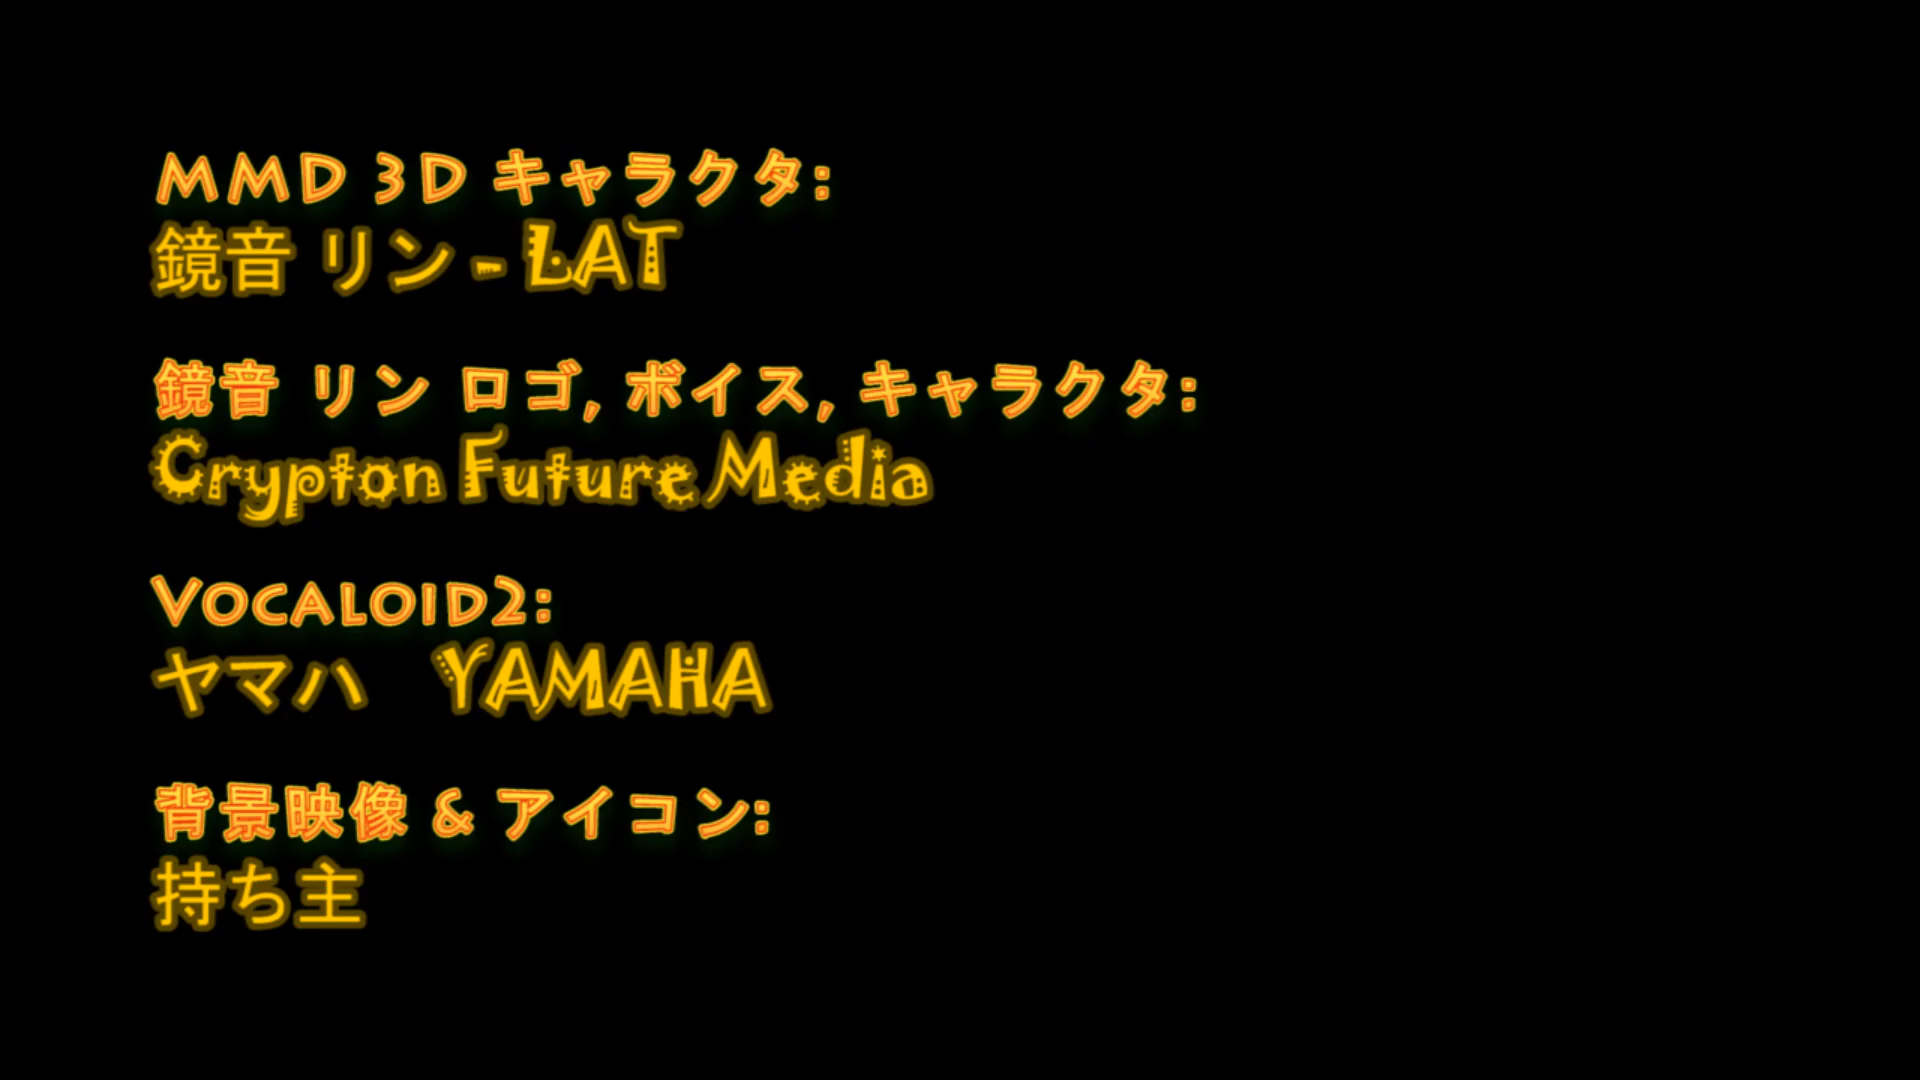 MMD 3D キャラクタ:
鏡音 リン - LAT
鏡音 リン ロゴ, ボイス, キャラクタ:
Crypton Future Media
VOCALOID2:
ヤマハ　YAMAHA
背景映像 & アイコン:
持ち主